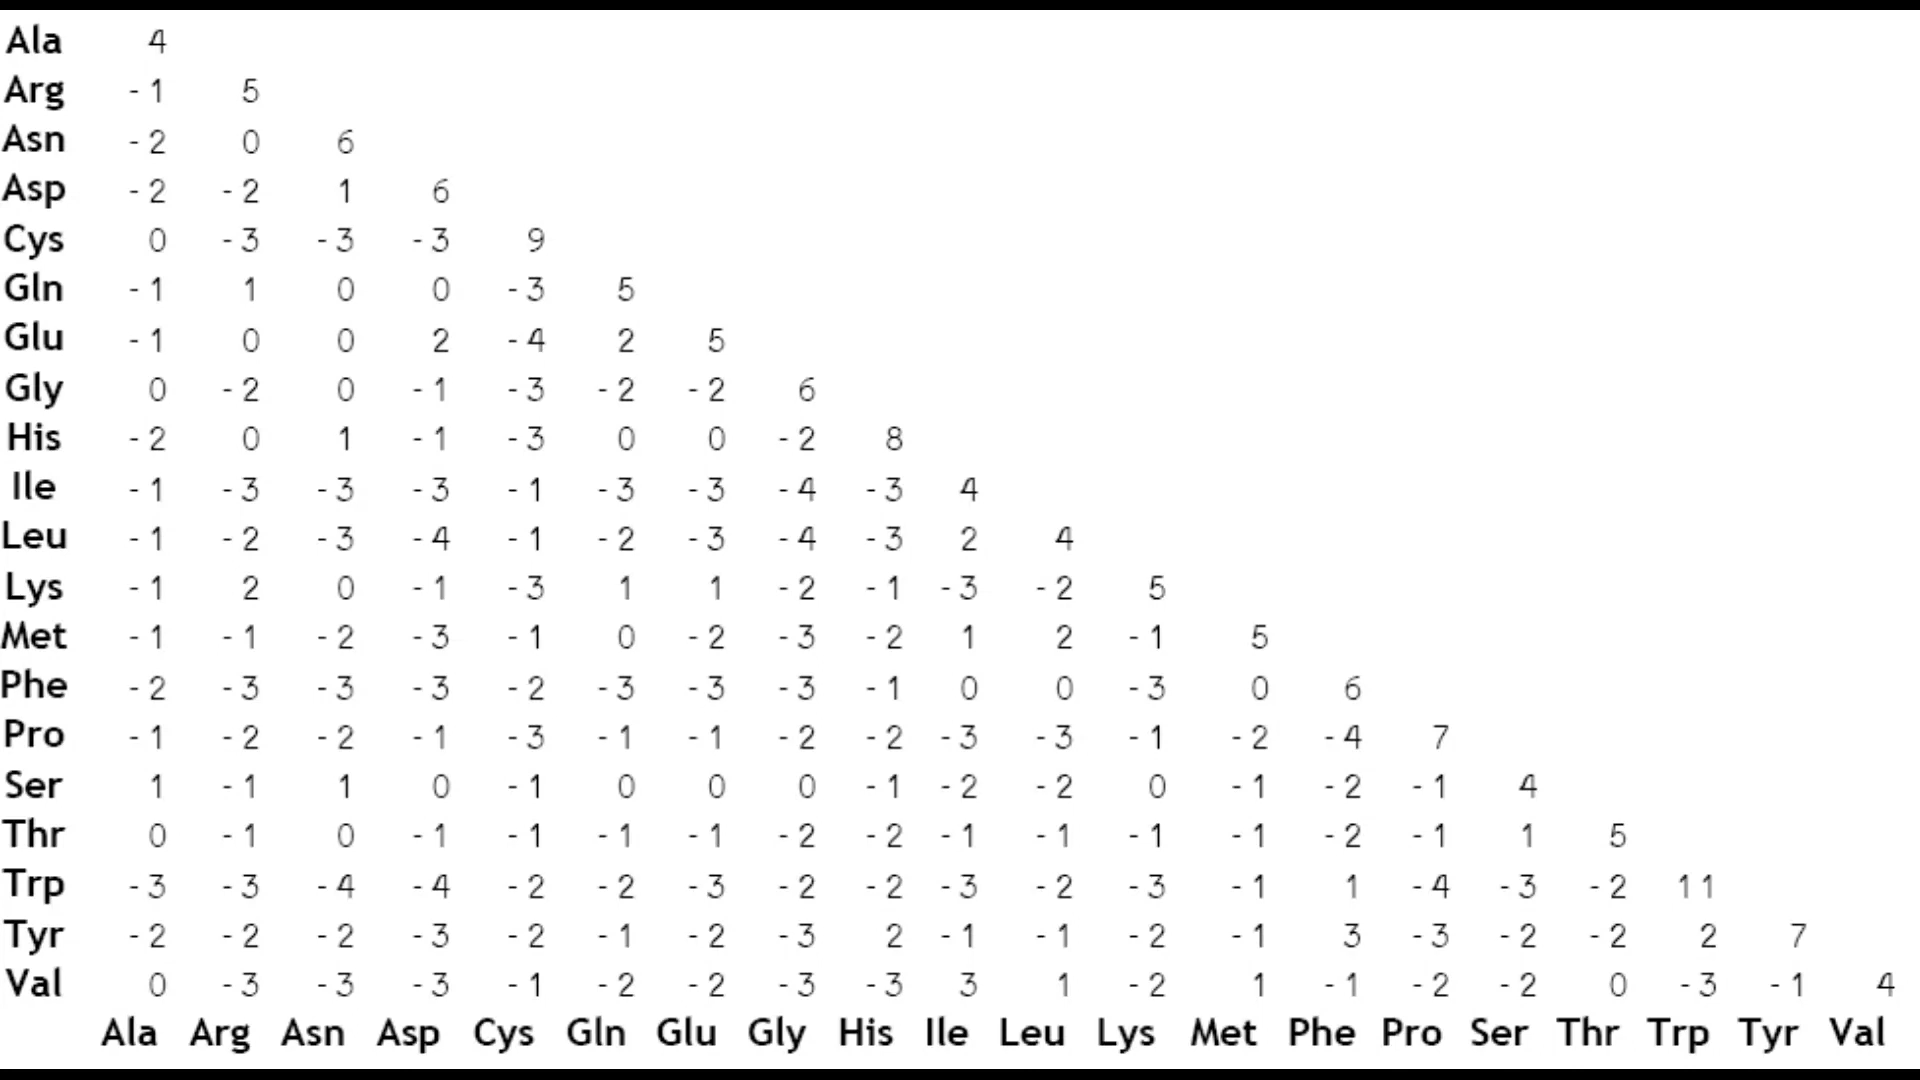 Ala 4
Arg -1 5
Asn -2 0 6
Asp -2 -2 1 6
Cys 0 -3 -3 -3 9
Gln -1 1 0 0 -3 5
Glu -1 0 0 2 -4 2 5
Gly 0 -2 0 -1 -3 -2 -2 6
His -2 0 1 -1 -3 0 0 -2 8
Ile -1 -3 -3 -3 -1 -3 -3 -4 -3 4
Leu -1 -2 -3 -4 -1 -2 -3 -4 -3 2 4
Lys -1 2 0 -1 -3 1 1 -2 -1 -3 -2 5
Met -1 -1 -2 -3 -1 0 -2 -3 -2 1 2 -1 5
Phe -2 -3 -3 -3 -2 -3 -3 -3 -1 0 0 -3 0 6
Pro -1 -2 -2 -1 -3 -1 -1 -2 -2 -3 -3 -1 -2 -4 7
Ser 1 -1 1 0 -1 0 0 0 -1 -2 -2 0 -1 -2 -1 4
Thr 0 -1 0 -1 -1 -1 -1 -2 -2 -1 -1 -1 -1 -2 -1 1 5
Trp -3 -3 -4 -4 -2 -2 -3 -2 -2 -3 -2 -3 -1 1 -4 -3 -2 11
Tyr -2 -2 -2 -3 -2 -1 -2 -3 2 -1 -1 -2 -1 3 -3 -2 -2 2 7
Val 0 -3 -3 -3 -1 -2 -2 -3 -3 3 1 -2 1 -1 -2 -2 0 -3 -1 4
Ala Arg Asn Asp Cys Gln Glu Gly His Ile Leu Lys Met Phe Pro Ser Thr Trp Tyr Val